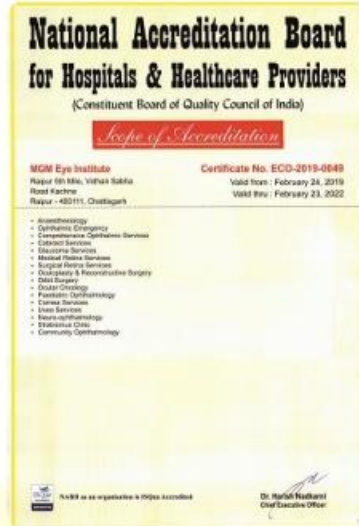 National Accreditation Board
for Hospitals & Healthcare Providers
(Constituent Board of Quality Council of India)
Scope of Accreditation
MGM Eye Institute
Certificate No. ECO-2019-0049
Raipur 5th Mile, Vidhan Sabha
Valid from : February 24, 2019
Road Kachna
Valid thru : February 23, 2022
Raipur - 492111, Chattisgarh
• Anaesthesiology
• Ophthalmic Emergency
• Comprehensive Ophthalmic Services
• Cataract Services
• Glaucoma Services
• Medical Retina Services
• Surgical Retina Services
• Oculoplasty & Reconstructive Surgery
• Orbit Surgery
• Ocular Oncology
• Paediatric Ophthalmology
• Cornea Services
• Uvea Services
• Neuro-ophthalmology
• Strabismus Clinic
• Community Ophthalmology
NABH as an organisation is ISQua Accredited
Dr. Harish Nadkarni
Chief Executive Officer